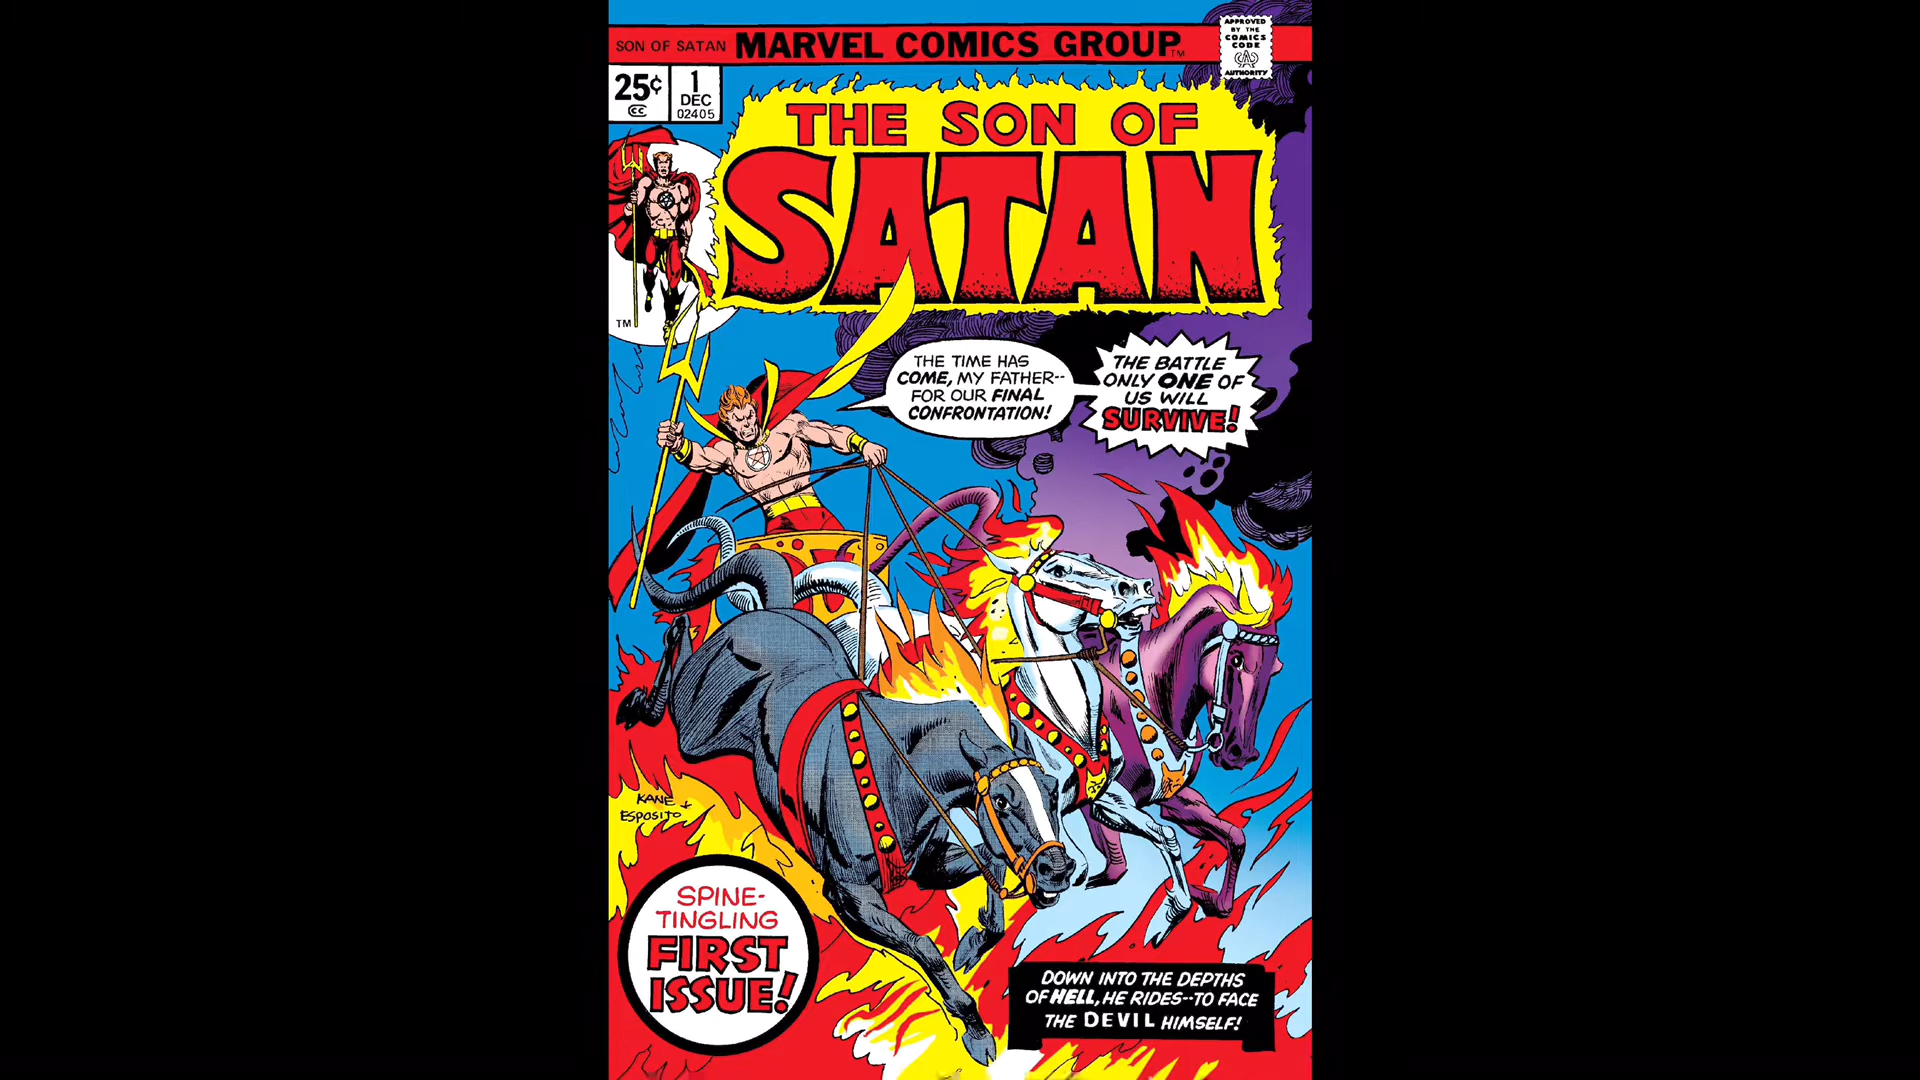 SON OF SATAN MARVEL COMICS GROUP TM
APPROVED
BY THE
COMICS
CODE
CA
AUTHORITY
25¢
CC
1
DEC
02405
THE SON OF
SATAN
TM
THE TIME HAS
COME, MY FATHER--
FOR OUR FINAL
CONFRONTATION!
THE BATTLE
ONLY ONE OF
US WILL
SURVIVE!
KANE +
ESPOSITO
SPINE-
TINGLING
FIRST
ISSUE!
DOWN INTO THE DEPTHS
OF HELL, HE RIDES--TO FACE
THE DEVIL HIMSELF!